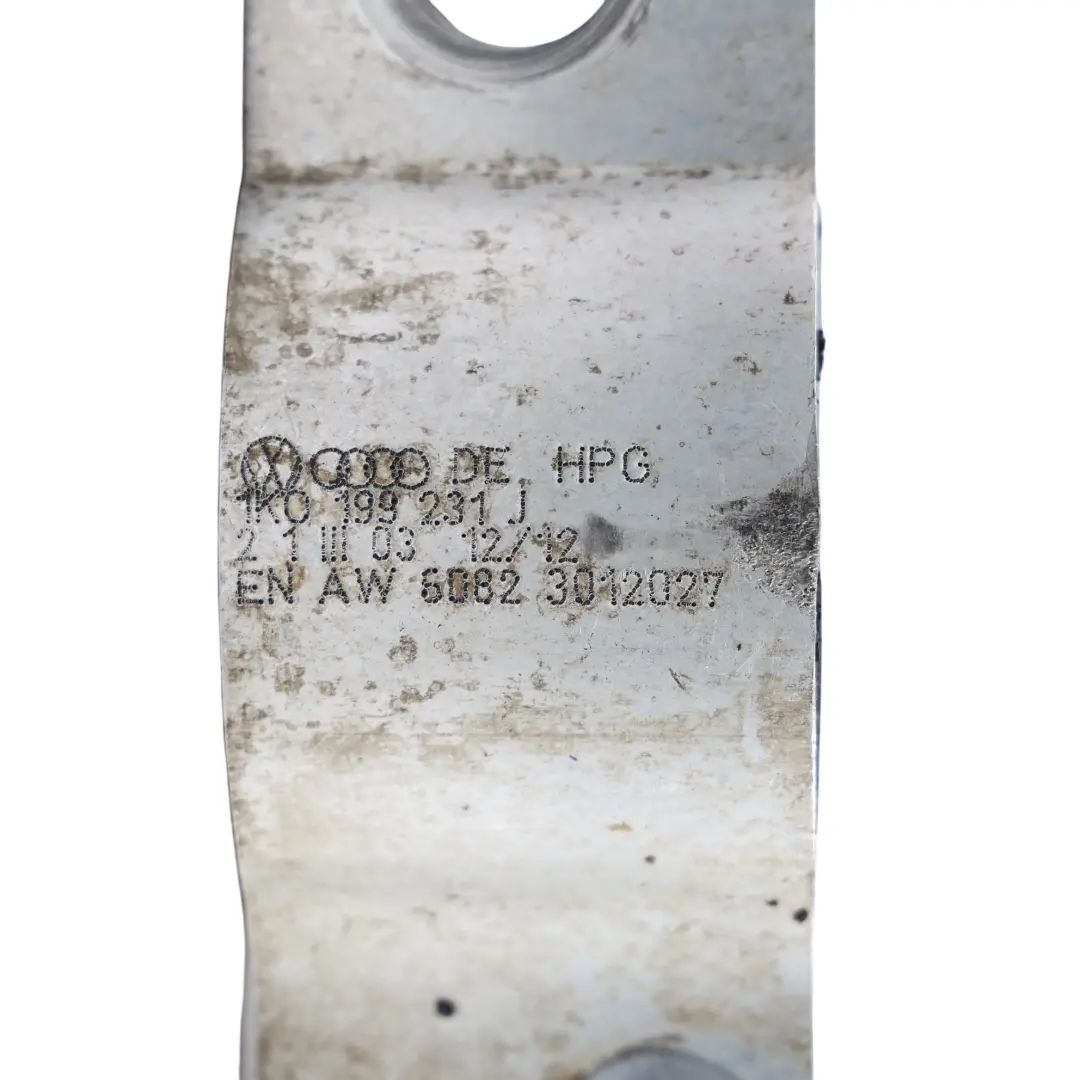 DE. HPG
1K0 199 231 J
2 1 III 03 12/12
EN AW 6082 3012027